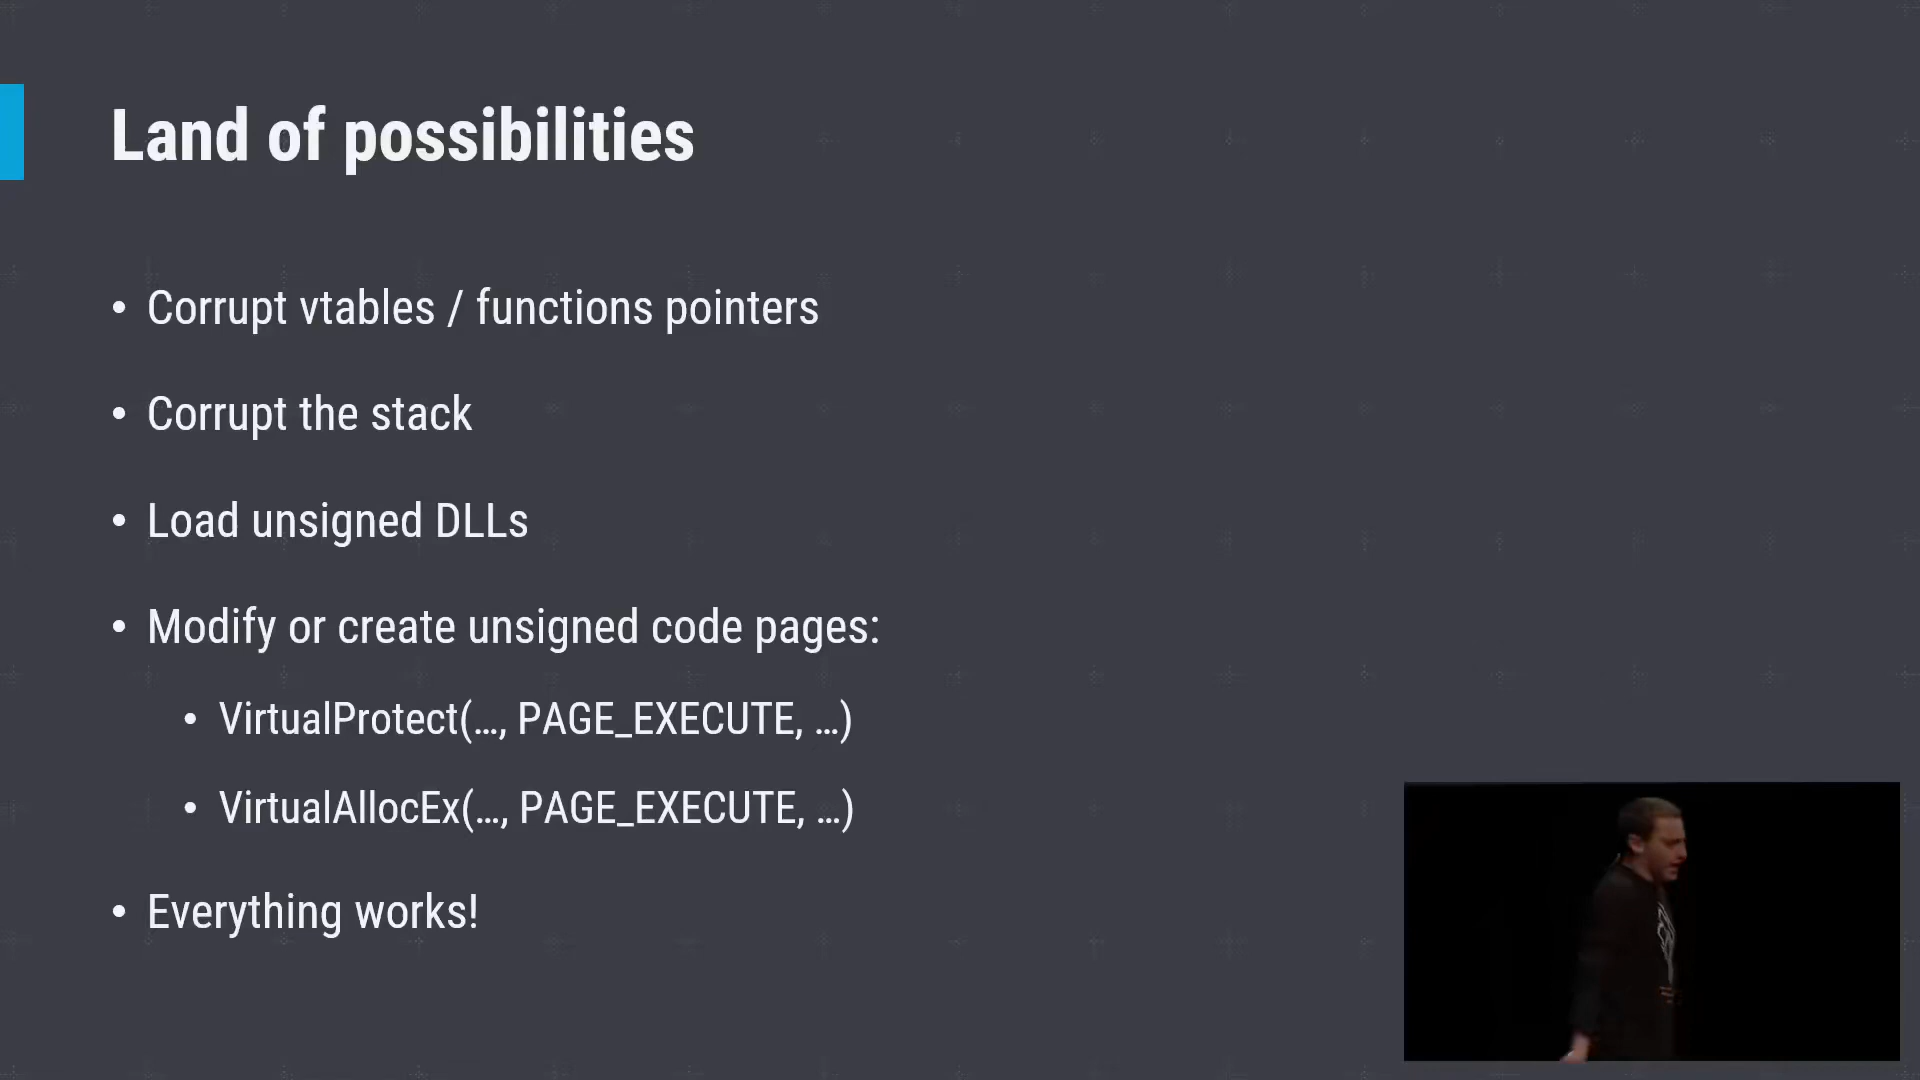 Land of possibilities
• Corrupt vtables / functions pointers
• Corrupt the stack
• Load unsigned DLLs
• Modify or create unsigned code pages:
• VirtualProtect(…, PAGE_EXECUTE, …)
• VirtualAllocEx(…, PAGE_EXECUTE, …)
• Everything works!